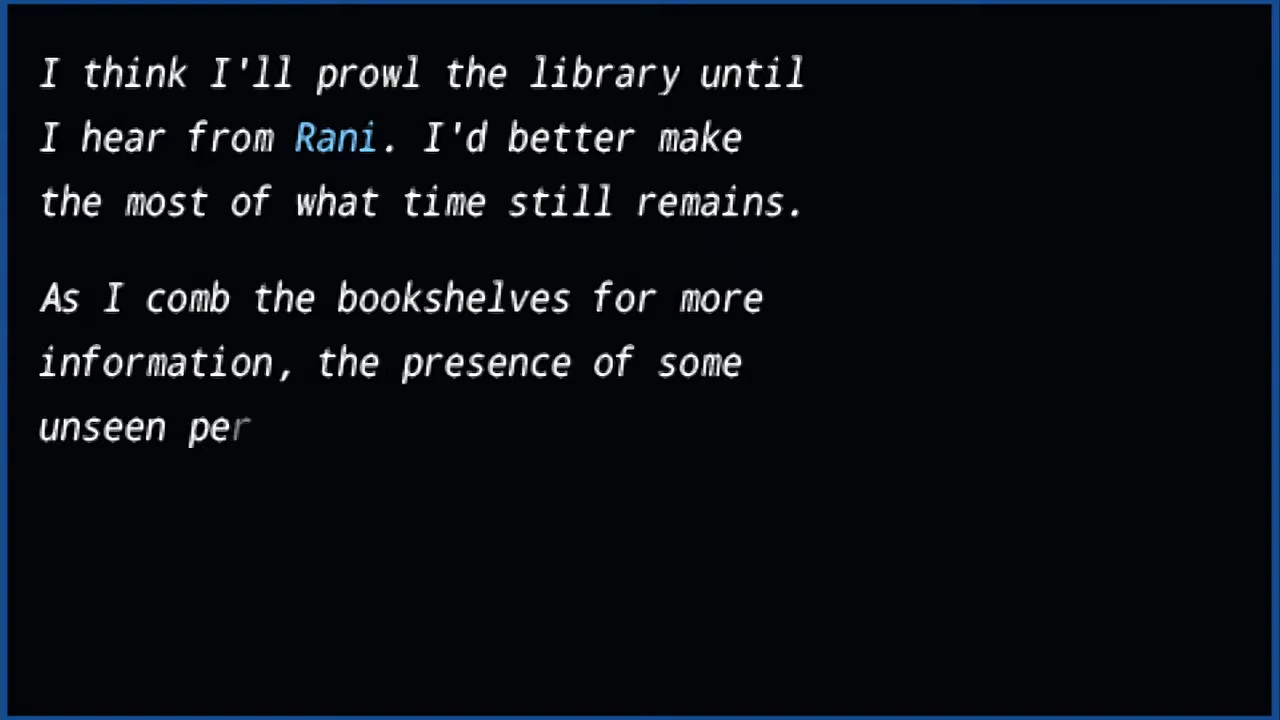 I think I'll prowl the library until
I hear from Rani. I'd better make
the most of what time still remains.
As I comb the bookshelves for more
information, the presence of some
unseen per